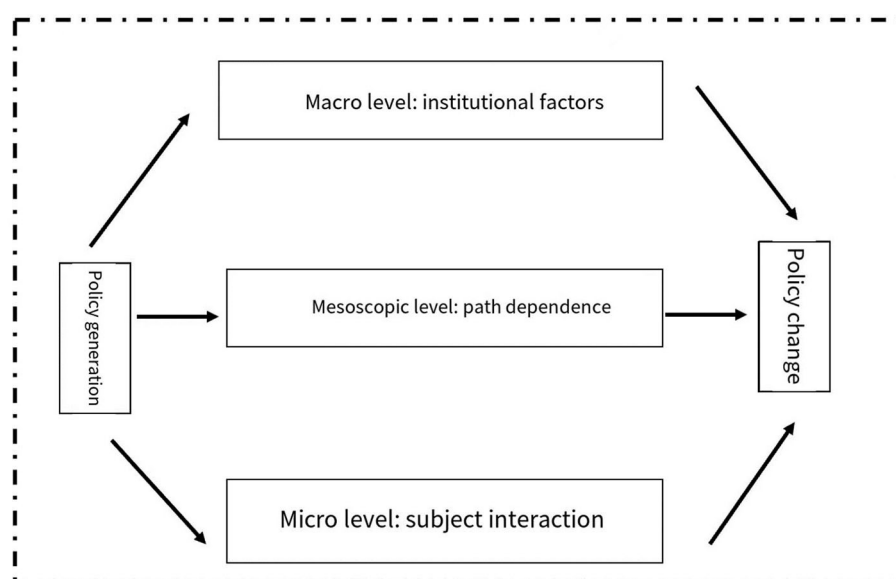 Macro level: institutional factors
Policy generation
Mesoscopic level: path dependence
Policy change
Micro level: subject interaction